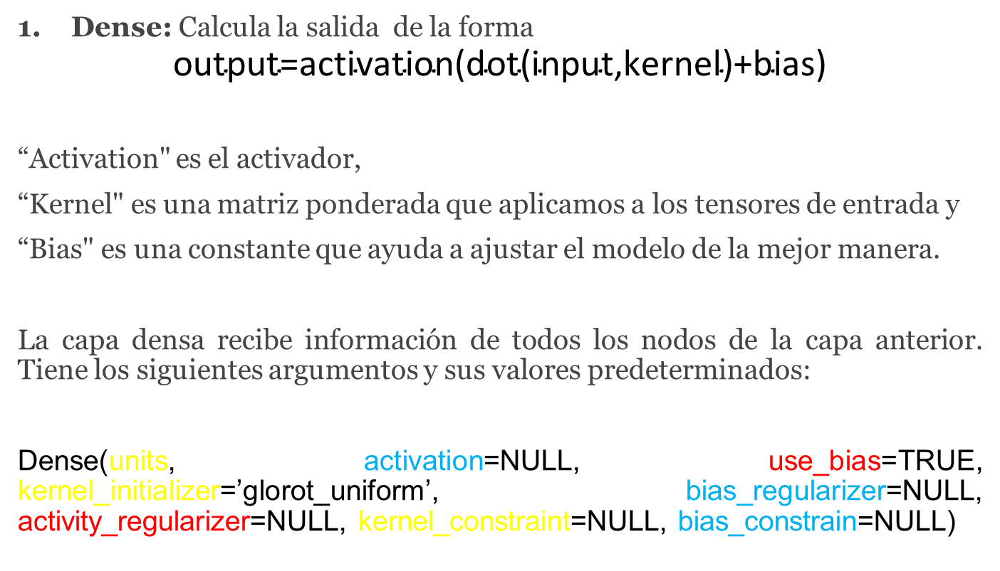 1. Dense: Calcula la salida de la forma
output=activation(dot(input,kernel)+bias)
“Activation" es el activador,
“Kernel" es una matriz ponderada que aplicamos a los tensores de entrada y
“Bias" es una constante que ayuda a ajustar el modelo de la mejor manera.
La capa densa recibe información de todos los nodos de la capa anterior.
Tiene los siguientes argumentos y sus valores predeterminados:
Dense(units, activation=NULL, use_bias=TRUE,
kernel_initializer=’glorot_uniform’, bias_regularizer=NULL,
activity_regularizer=NULL, kernel_constraint=NULL, bias_constrain=NULL)